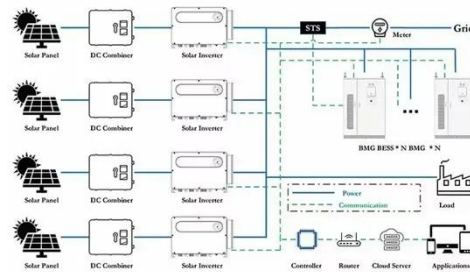 Solar Panel DC Combiner Solar Inverter
STS
Meter
Grid
Solar Panel DC Combiner Solar Inverter
BMG BESS * N BMG * N
Solar Panel DC Combiner Solar Inverter
Power
Communication
Load
Solar Panel DC Combiner Solar Inverter
Controller Router Cloud Server Applications